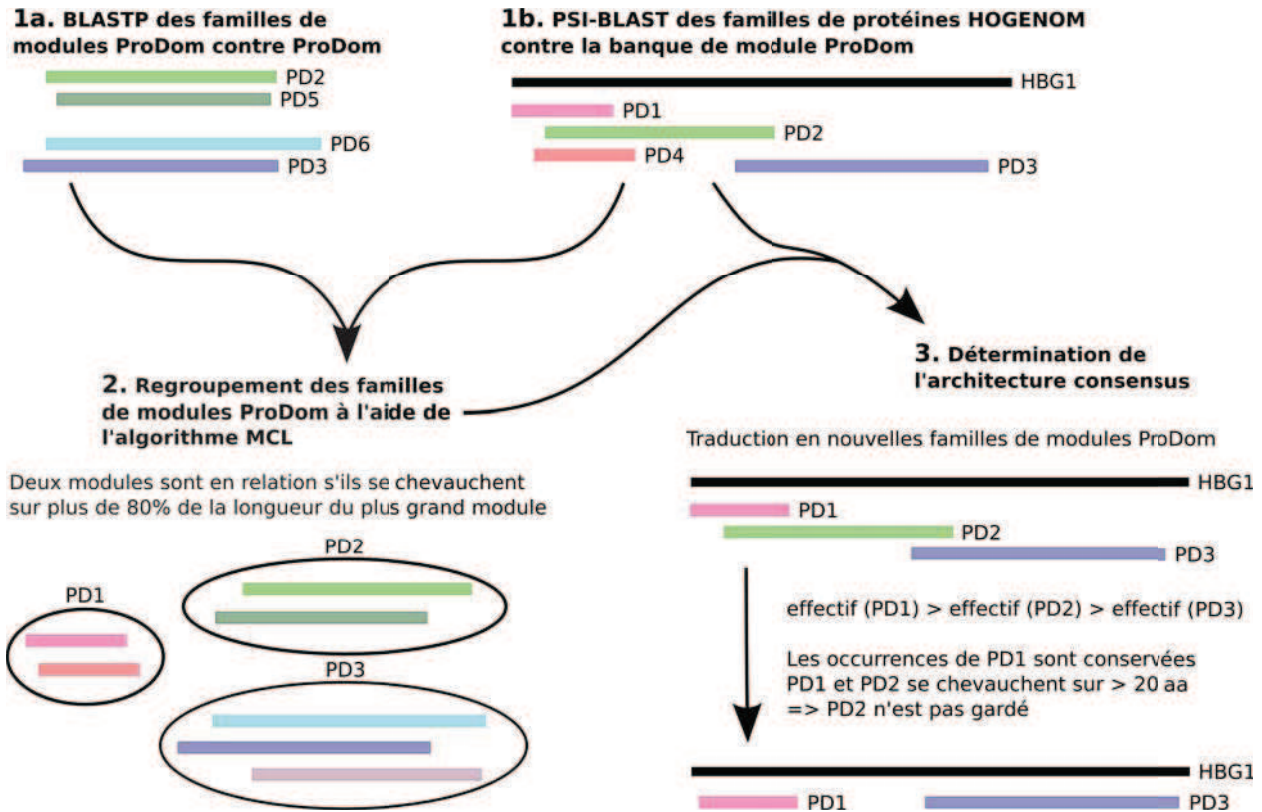 1a. BLASTP des familles de
modules ProDom contre ProDom
PD2
PD5
PD6
PD3
1b. PSI-BLAST des familles de protéines HOGENOM
contre la banque de module ProDom
HBG1
PD1
PD2
PD4
PD3
2. Regroupement des familles
de modules ProDom à l'aide de
l'algorithme MCL
Deux modules sont en relation s'ils se chevauchent
sur plus de 80% de la longueur du plus grand module
PD1
PD2
PD3
3. Détermination de
l'architecture consensus
Traduction en nouvelles familles de modules ProDom
HBG1
PD1
PD2
PD3
effectif (PD1) > effectif (PD2) > effectif (PD3)
Les occurrences de PD1 sont conservées
PD1 et PD2 se chevauchent sur > 20 aa
=> PD2 n'est pas gardé
HBG1
PD1
PD3